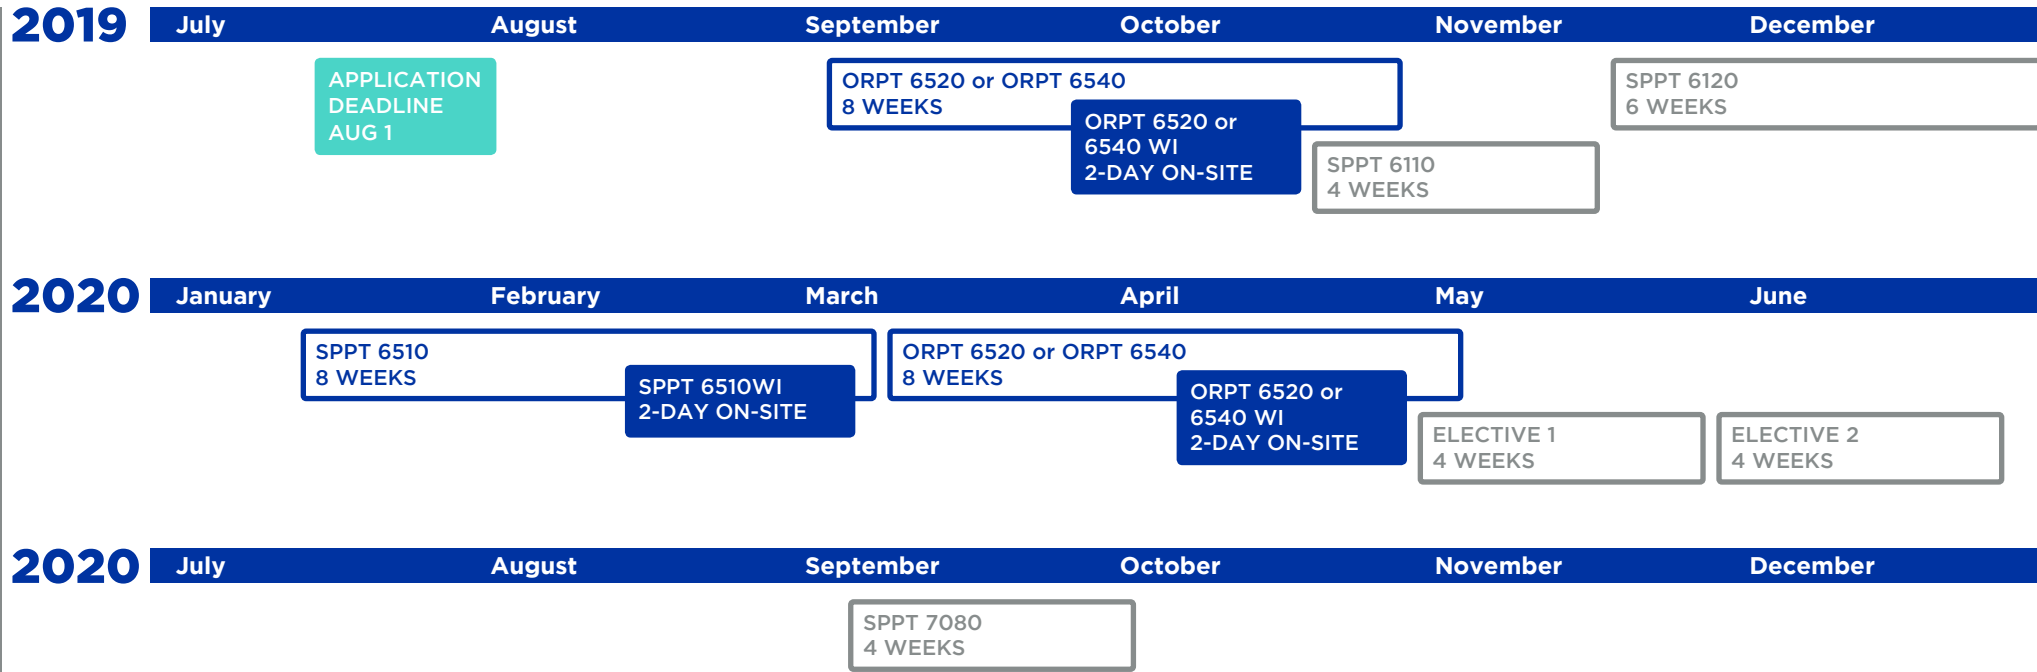 2019 July August September October November December
APPLICATION
DEADLINE
AUG 1
ORPT 6520 or ORPT 6540
8 WEEKS
ORPT 6520 or
6540 WI
2-DAY ON-SITE
SPPT 6110
4 WEEKS
SPPT 6120
6 WEEKS
2020 January February March April May June
SPPT 6510
8 WEEKS
SPPT 6510WI
2-DAY ON-SITE
ORPT 6520 or ORPT 6540
8 WEEKS
ORPT 6520 or
6540 WI
2-DAY ON-SITE
ELECTIVE 1
4 WEEKS
ELECTIVE 2
4 WEEKS
2020 July August September October November December
SPPT 7080
4 WEEKS